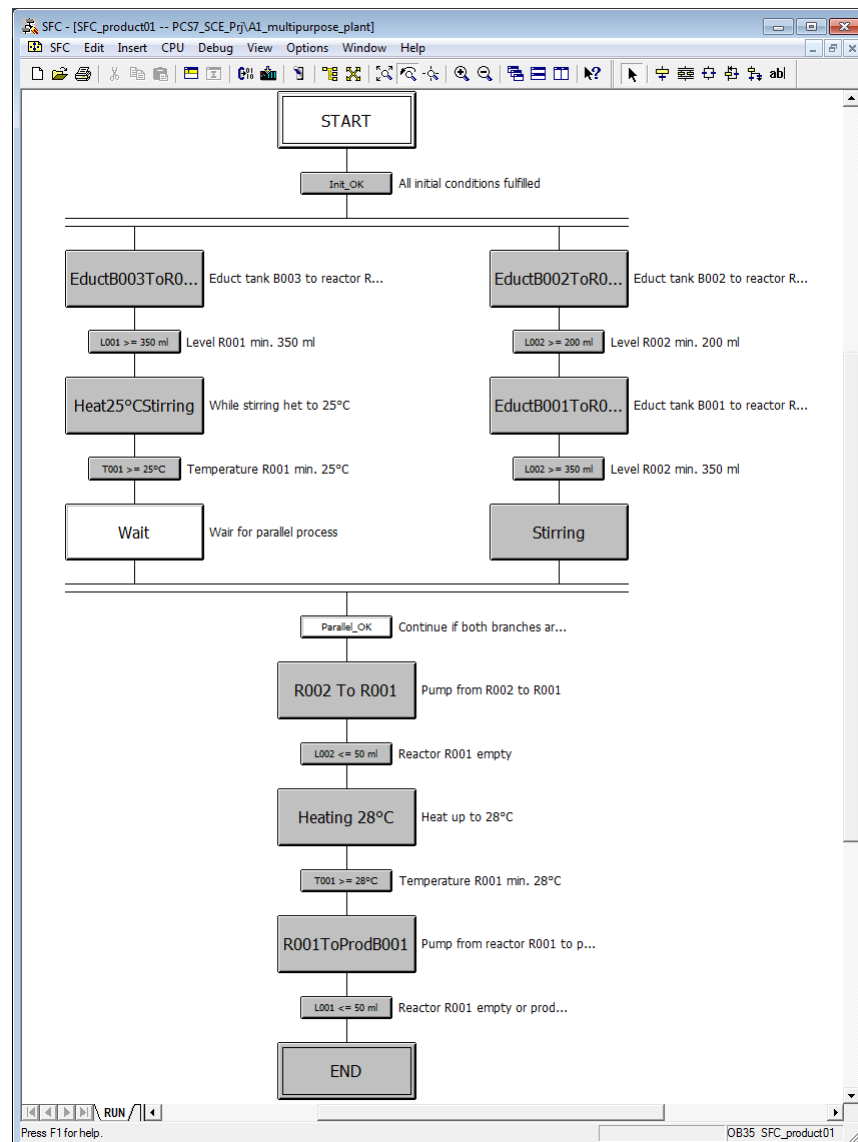 SFC - [SFC_product01 -- PCS7_SCE_Prj\A1_multipurpose_plant]
SFC Edit Insert CPU Debug View Options Window Help
abl
START
Init_OK All initial conditions fulfilled
EductB003ToR0... Educt tank B003 to reactor R... EductB002ToR0... Educt tank B002 to reactor R...
L001 >= 350 ml Level R001 min. 350 ml L002 >= 200 ml Level R002 min. 200 ml
Heat25°CStirring While stirring het to 25°C EductB001ToR0... Educt tank B001 to reactor R...
T001 >= 25°C Temperature R001 min. 25°C L002 >= 350 ml Level R002 min. 350 ml
Wait Wair for parallel process Stirring
Parallel_OK Continue if both branches ar...
R002 To R001 Pump from R002 to R001
L002 <= 50 ml Reactor R001 empty
Heating 28°C Heat up to 28°C
T001 >= 28°C Temperature R001 min. 28°C
R001ToProdB001 Pump from reactor R001 to p...
L001 <= 50 ml Reactor R001 empty or prod...
END
RUN
Press F1 for help. OB35 SFC_product01